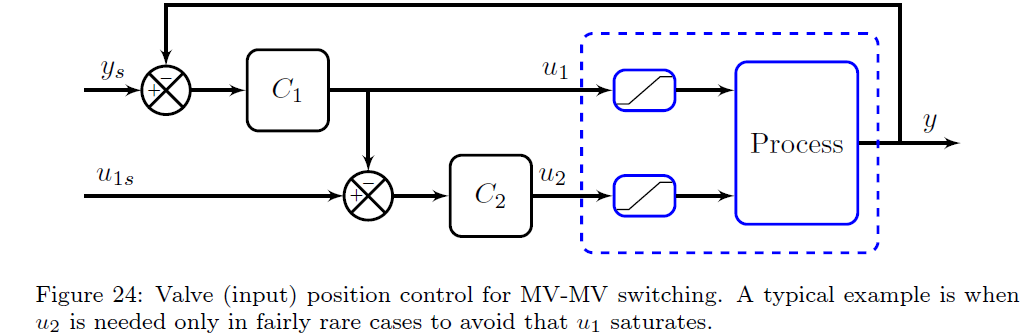 y_s
−
+
C_1
u_1
Process
y
u_{1s}
−
+
C_2
u_2
Figure 24: Valve (input) position control for MV-MV switching. A typical example is when
u_2 is needed only in fairly rare cases to avoid that u_1 saturates.